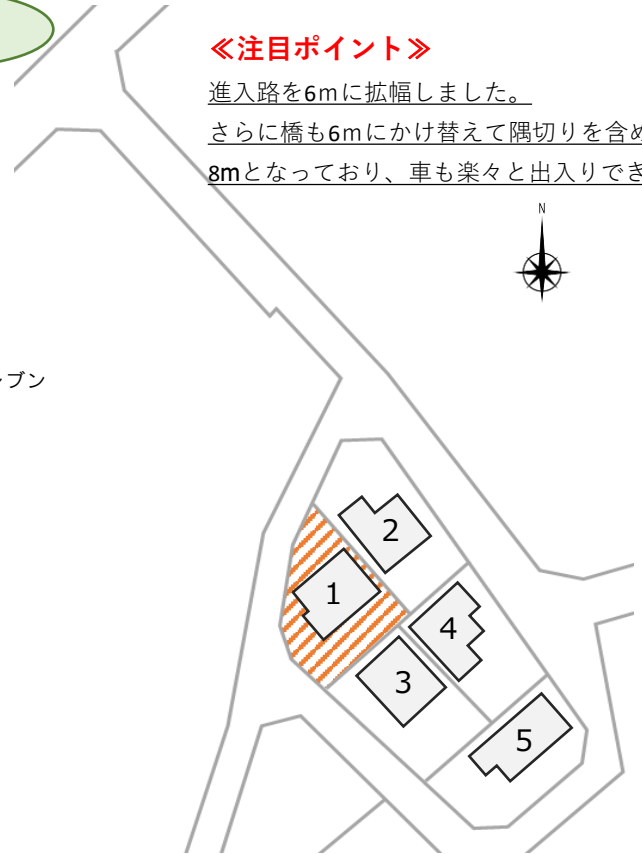 ≪注目ポイント≫
進入路を6mに拡幅しました。
さらに橋も6mにかけ替えて隅切りを含め
8mとなっており、車も楽々と出入りでき
N
ブン
2
1
4
3
5